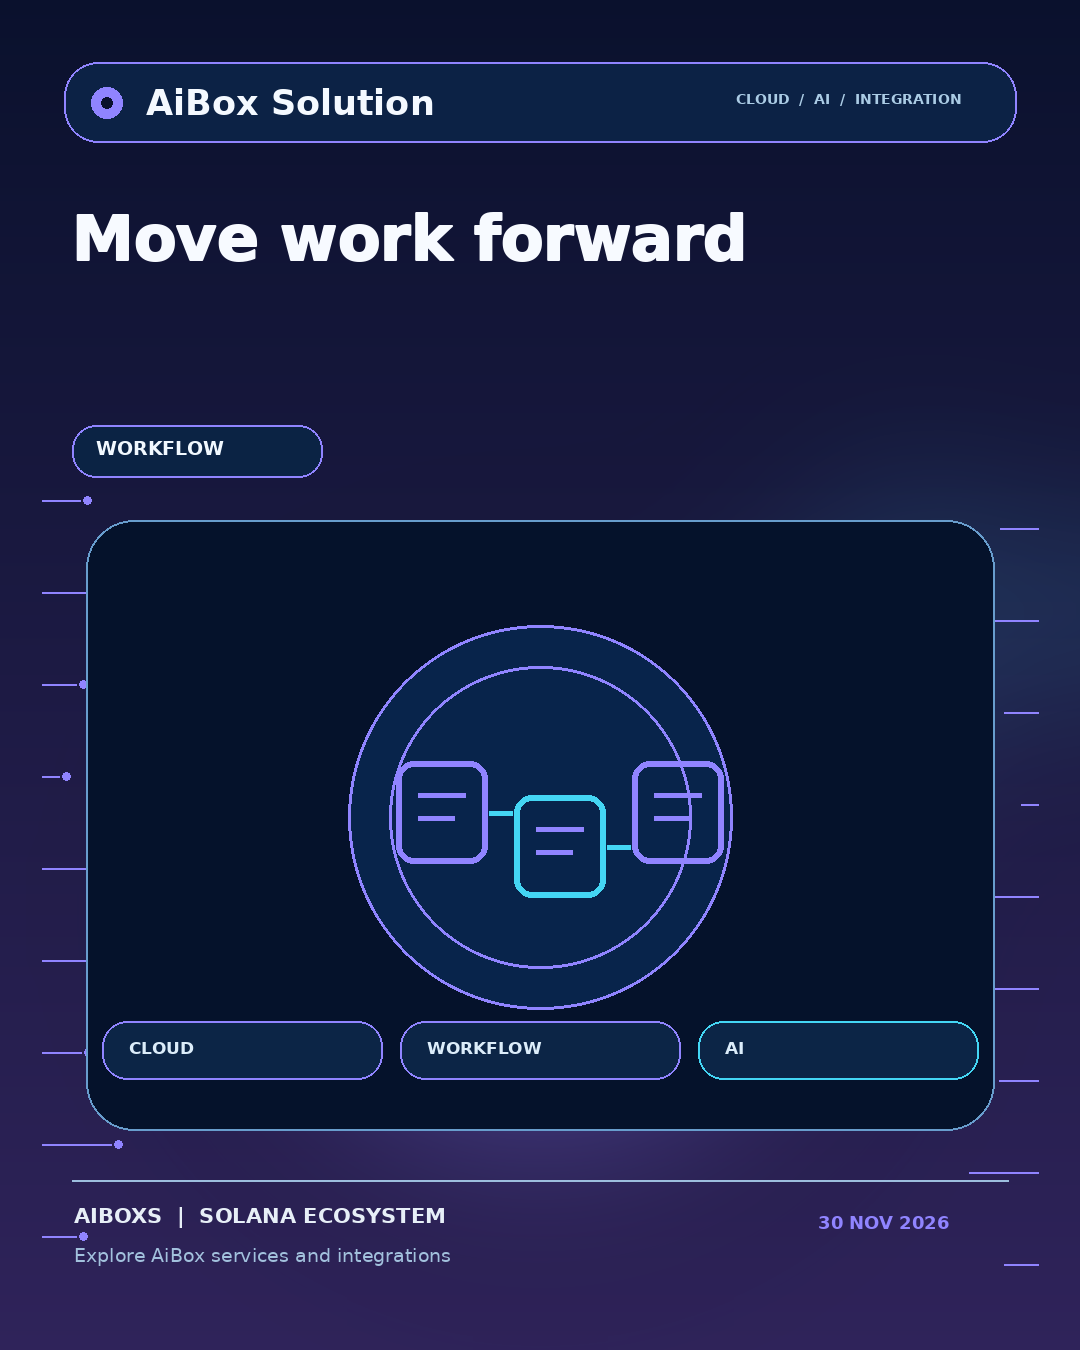 AiBox Solution
CLOUD / AI / INTEGRATION
Move work forward
WORKFLOW
CLOUD
WORKFLOW
AI
AIBOXS | SOLANA ECOSYSTEM
30 NOV 2026
Explore AiBox services and integrations